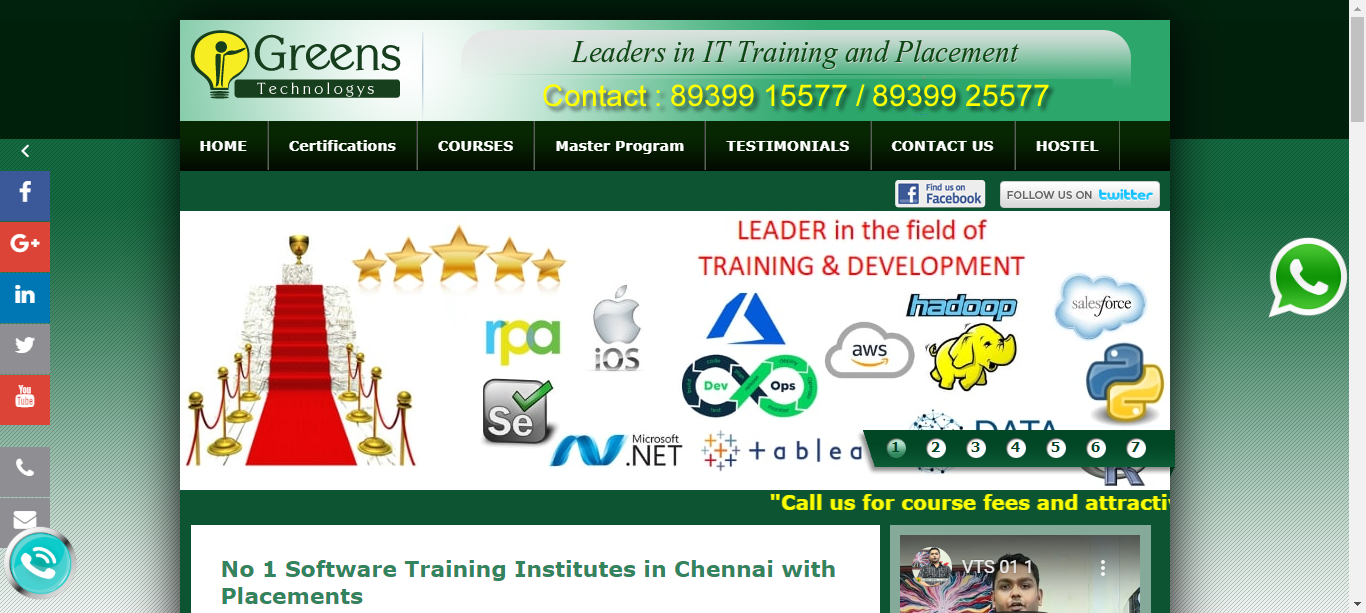 Greens
Technologys
Leaders in IT Training and Placement
Contact : 89399 15577 / 89399 25577
HOME Certifications COURSES Master Program TESTIMONIALS CONTACT US HOSTEL
Find us on
Facebook
FOLLOW US ON twitter
f
G+
in
You
Tube
LEADER in the field of
TRAINING & DEVELOPMENT
rpa
iOS
hadoop
salesforce
aws
Dev Ops
Se
Microsoft
.NET
+ a b l e a
DATA
R
1 2 3 4 5 6 7
"Call us for course fees and attracti
No 1 Software Training Institutes in Chennai with
Placements
VTS 01 1